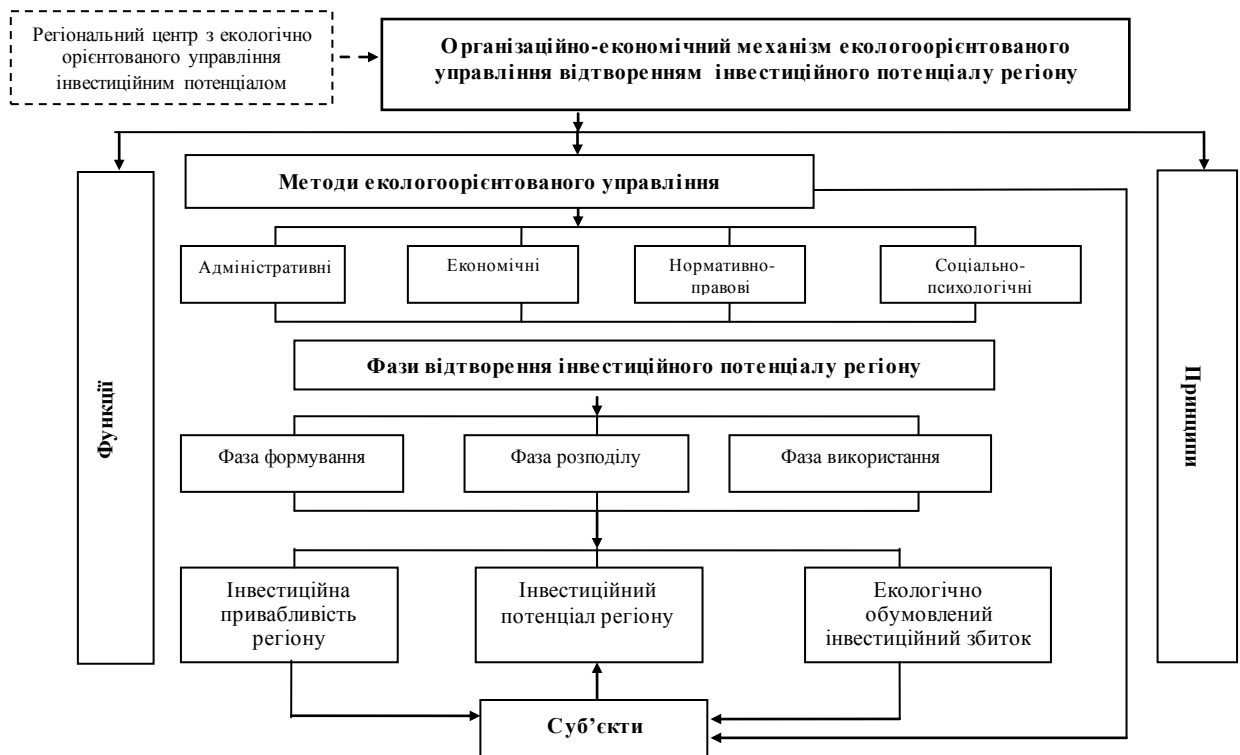 Регіональний центр з екологічно
орієнтованого управління
інвестиційним потенціалом
Організаційно-економічний механізм екологоорієнтованого
управління відтворенням інвестиційного потенціалу регіону
Функції
Методи екологоорієнтованого управління
Адміністративні
Економічні
Нормативно-
правові
Соціально-
психологічні
Фази відтворення інвестиційного потенціалу регіону
Фаза формування
Фаза розподілу
Фаза використання
Інвестиційна
привабливість
регіону
Інвестиційний
потенціал регіону
Екологічно
обумовлений
інвестиційний збиток
Суб’єкти
Принципи